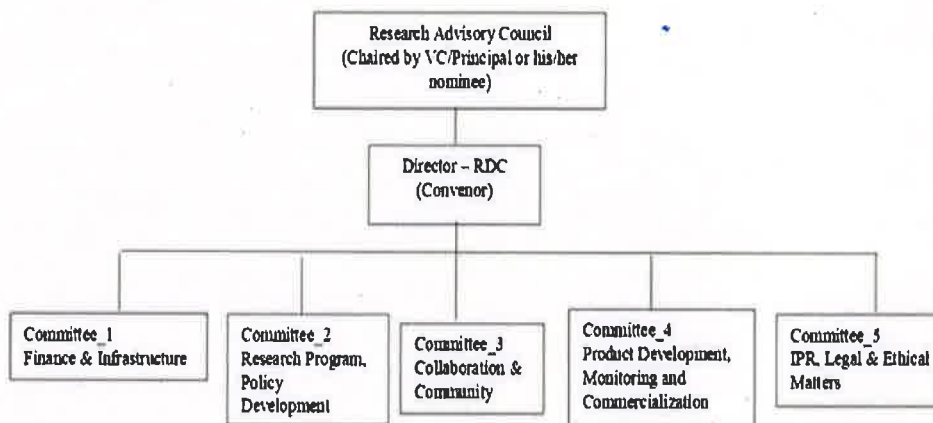 Research Advisory Council
(Chaired by VC/Principal or his/her
nominee)
Director – RDC
(Convenor)
Committee_1
Finance & Infrastructure
Committee_2
Research Program,
Policy
Development
Committee_3
Collaboration &
Community
Committee_4
Product Development,
Monitoring and
Commercialization
Committee_5
IPR, Legal & Ethical
Matters